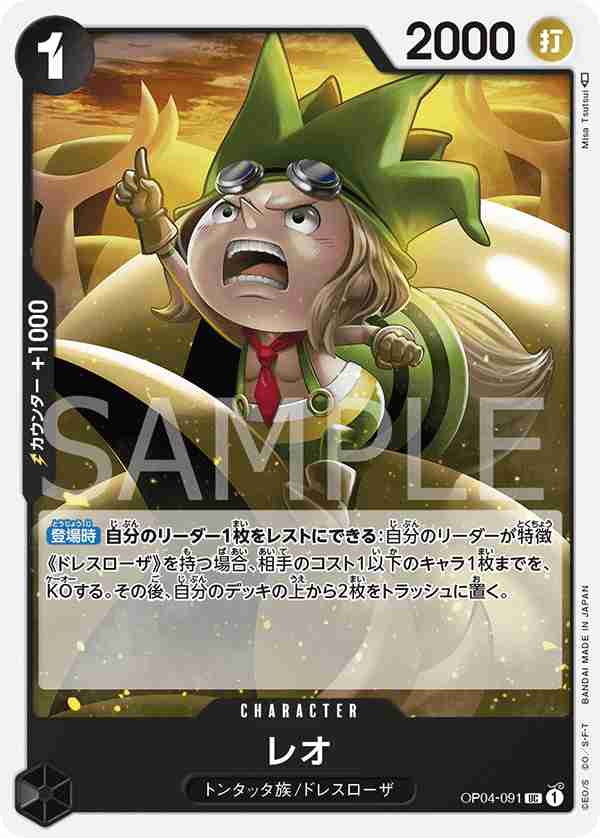 1
2000
打
Misa Tsutsui
カウンター +1000
SAMPLE
登場時 自分のリーダー1枚をレストにできる:自分のリーダーが特徴
《ドレスローザ》を持つ場合、相手のコスト1以下のキャラ1枚までを、
KOする。その後、自分のデッキの上から2枚をトラッシュに置く。
CHARACTER
レオ
トンタッタ族/ドレスローザ
OP04-091 UC 1
©E.O/S ©O/S・F・T BANDAI MADE IN JAPAN